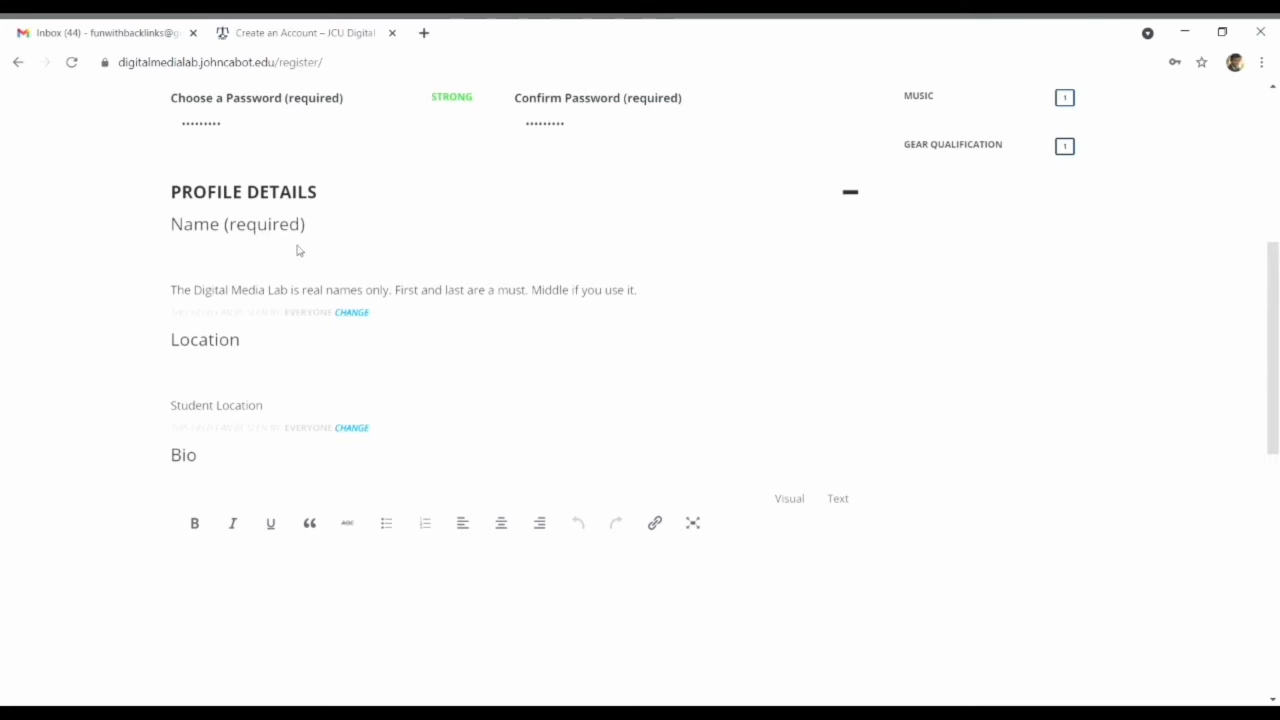 Inbox (44) - funwithbacklinks@g
Create an Account – JCU Digital
digitalmedialab.johncabot.edu/register/
Choose a Password (required)
STRONG
Confirm Password (required)
•••••••••
•••••••••
MUSIC
1
GEAR QUALIFICATION
1
PROFILE DETAILS
Name (required)
The Digital Media Lab is real names only. First and last are a must. Middle if you use it.
THIS FIELD CAN BE SEEN BY: EVERYONE CHANGE
Location
Student Location
THIS FIELD CAN BE SEEN BY: EVERYONE CHANGE
Bio
Visual Text
B I U ABC